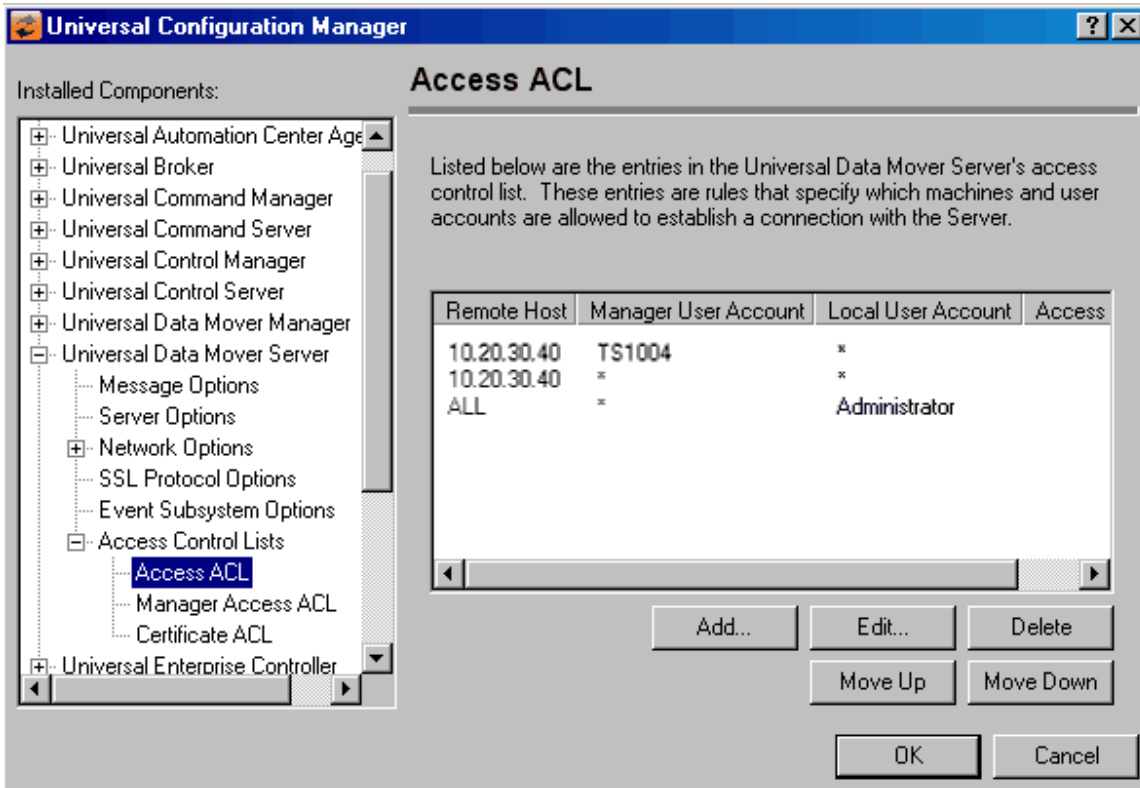 Universal Configuration Manager
Installed Components:
Universal Automation Center Age
Universal Broker
Universal Command Manager
Universal Command Server
Universal Control Manager
Universal Control Server
Universal Data Mover Manager
Universal Data Mover Server
Message Options
Server Options
Network Options
SSL Protocol Options
Event Subsystem Options
Access Control Lists
Access ACL
Manager Access ACL
Certificate ACL
Universal Enterprise Controller
Access ACL
Listed below are the entries in the Universal Data Mover Server's access
control list. These entries are rules that specify which machines and user
accounts are allowed to establish a connection with the Server.
Remote Host Manager User Account Local User Account Access
10.20.30.40 TS1004 *
10.20.30.40 * *
ALL * Administrator
Add... Edit... Delete
Move Up Move Down
OK Cancel